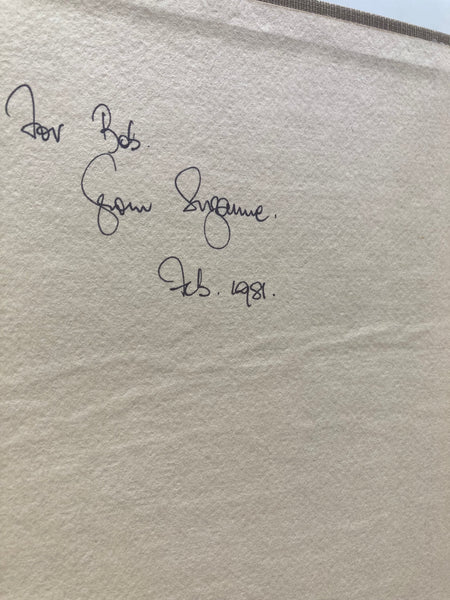 For Bob.
from Suzanne.
Feb. 1981.